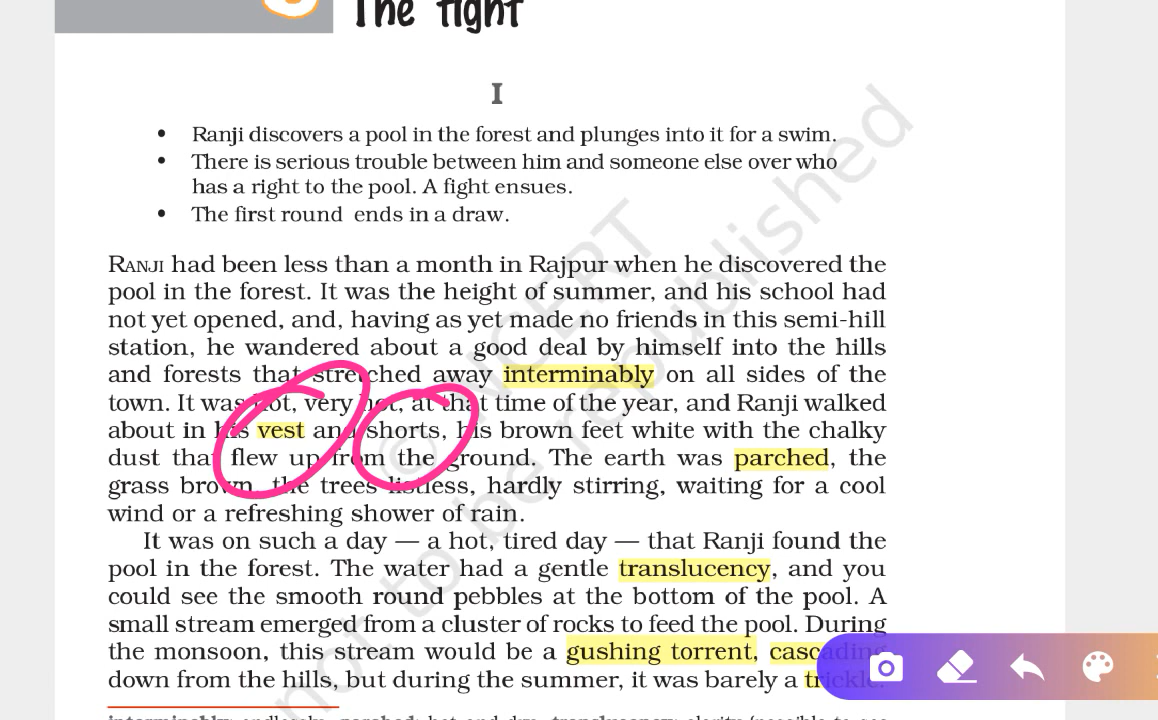 The fight
I
• Ranji discovers a pool in the forest and plunges into it for a swim.
• There is serious trouble between him and someone else over who
has a right to the pool. A fight ensues.
• The first round ends in a draw.
RANJI had been less than a month in Rajpur when he discovered the
pool in the forest. It was the height of summer, and his school had
not yet opened, and, having as yet made no friends in this semi-hill
station, he wandered about a good deal by himself into the hills
and forests that stretched away interminably on all sides of the
town. It was hot, very hot, at that time of the year, and Ranji walked
about in his vest and shorts, his brown feet white with the chalky
dust that flew up from the ground. The earth was parched, the
grass brown, the trees listless, hardly stirring, waiting for a cool
wind or a refreshing shower of rain.
It was on such a day — a hot, tired day — that Ranji found the
pool in the forest. The water had a gentle translucency, and you
could see the smooth round pebbles at the bottom of the pool. A
small stream emerged from a cluster of rocks to feed the pool. During
the monsoon, this stream would be a gushing torrent, cascading
down from the hills, but during the summer, it was barely a trickle.
© NCERT
not to be republished